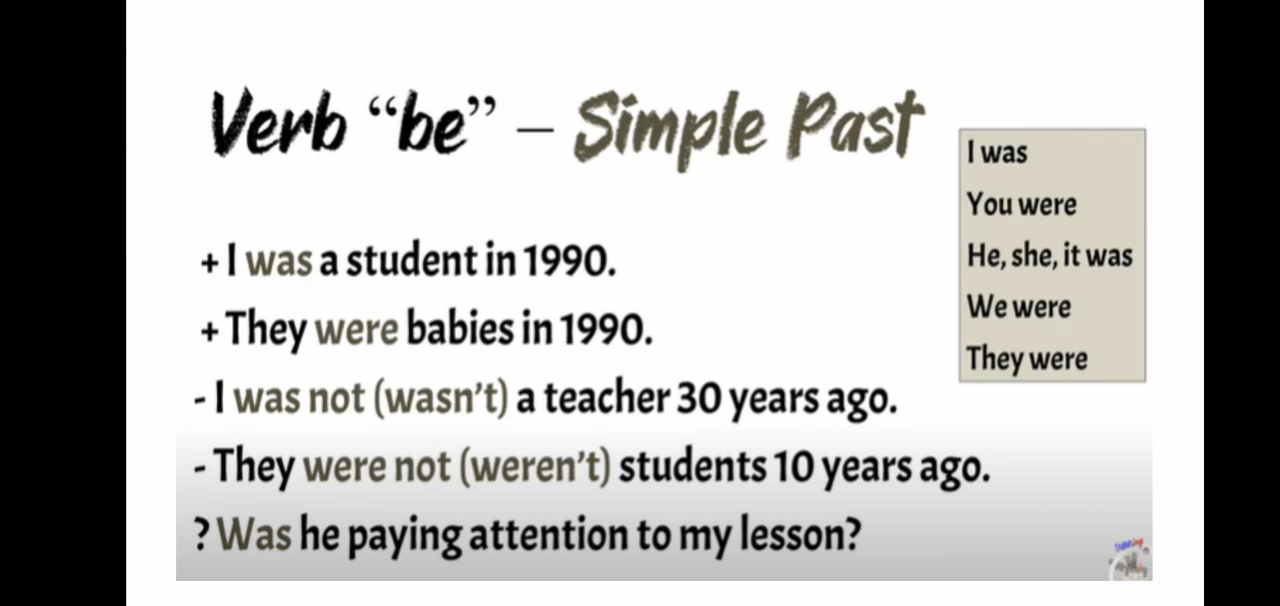 Verb “be” – Simple Past
I was
You were
He, she, it was
We were
They were
+ I was a student in 1990.
+ They were babies in 1990.
- I was not (wasn’t) a teacher 30 years ago.
- They were not (weren’t) students 10 years ago.
? Was he paying attention to my lesson?